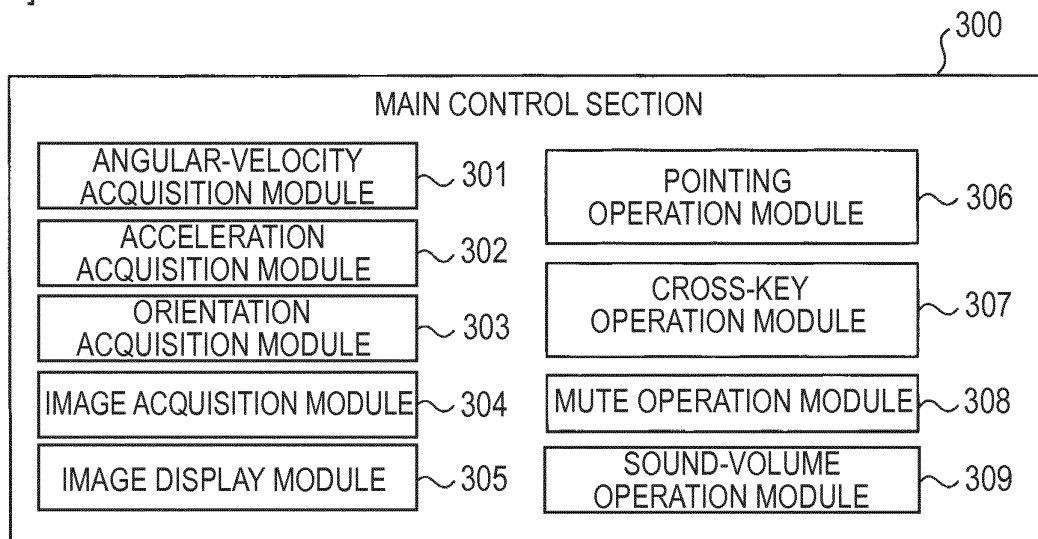 300
MAIN CONTROL SECTION
ANGULAR-VELOCITY
ACQUISITION MODULE
301
ACCELERATION
ACQUISITION MODULE
302
ORIENTATION
ACQUISITION MODULE
303
IMAGE ACQUISITION MODULE
304
IMAGE DISPLAY MODULE
305
POINTING
OPERATION MODULE
306
CROSS-KEY
OPERATION MODULE
307
MUTE OPERATION MODULE
308
SOUND-VOLUME
OPERATION MODULE
309